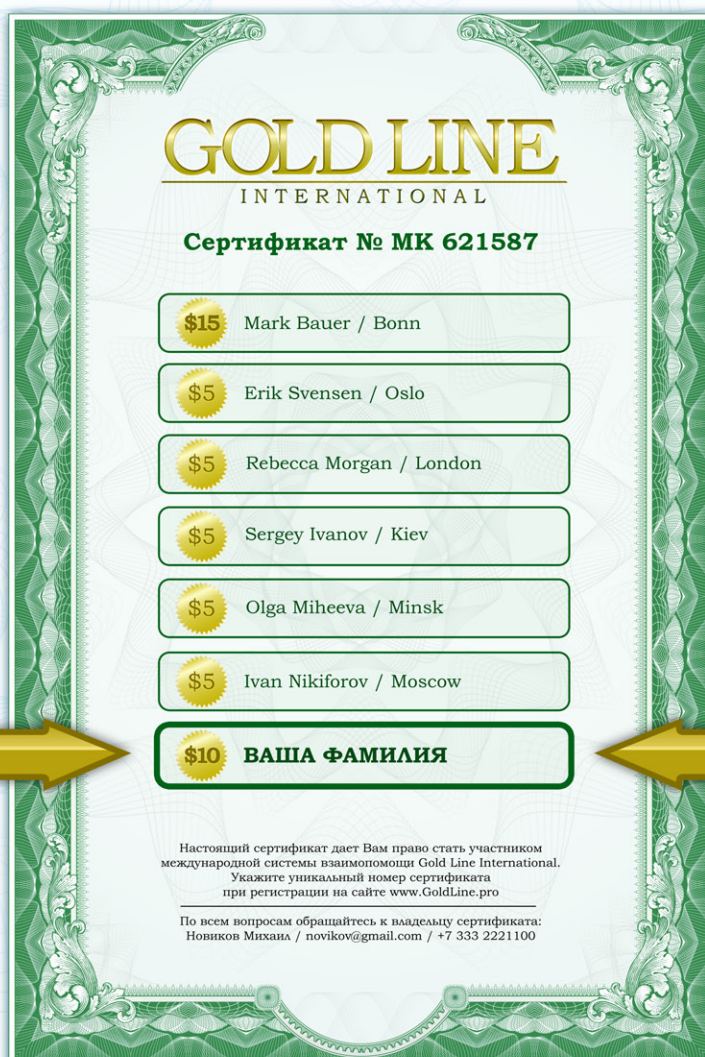 GOLD LINE
INTERNATIONAL
Сертификат № МК 621587
$15 Mark Bauer / Bonn
$5 Erik Svensen / Oslo
$5 Rebecca Morgan / London
$5 Sergey Ivanov / Kiev
$5 Olga Miheeva / Minsk
$5 Ivan Nikiforov / Moscow
$10 ВАША ФАМИЛИЯ
Настоящий сертификат дает Вам право стать участником
международной системы взаимопомощи Gold Line International.
Укажите уникальный номер сертификата
при регистрации на сайте www.GoldLine.pro
По всем вопросам обращайтесь к владельцу сертификата:
Новиков Михаил / novikov@gmail.com / +7 333 2221100